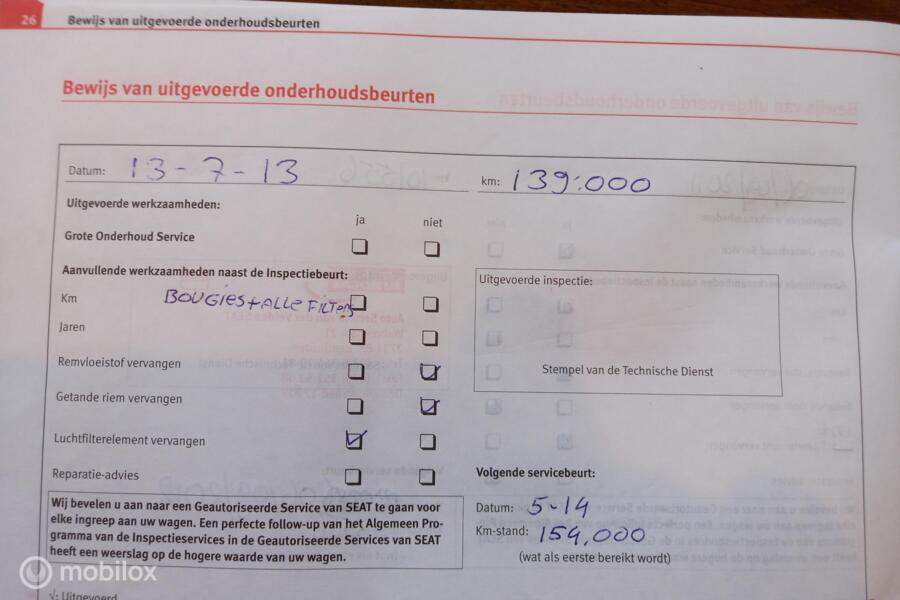 26 Bewijs van uitgevoerde onderhoudsbeurten
Bewijs van uitgevoerde onderhoudsbeurten
Datum: 13-7-13 km: 139:000
Uitgevoerde werkzaamheden:
ja niet
Grote Onderhoud Service
Aanvullende werkzaamheden naast de Inspectiebeurt:
Uitgevoerde inspectie:
Km BOUGIES+ALLE FILTERS
Jaren
Remvloeistof vervangen
Stempel van de Technische Dienst
Getande riem vervangen
Luchtfilterelement vervangen
Reparatie-advies
Volgende servicebeurt:
Datum: 5-14
Km-stand: 154,000
(wat als eerste bereikt wordt)
Wij bevelen u aan naar een Geautoriseerde Service van SEAT te gaan voor
elke ingreep aan uw wagen. Een perfecte follow-up van het Algemeen Pro-
gramma van de Inspectieservices in de Geautoriseerde Services van SEAT
heeft een weerslag op de hogere waarde van uw wagen.
mobilox
√: Uitgevoerd